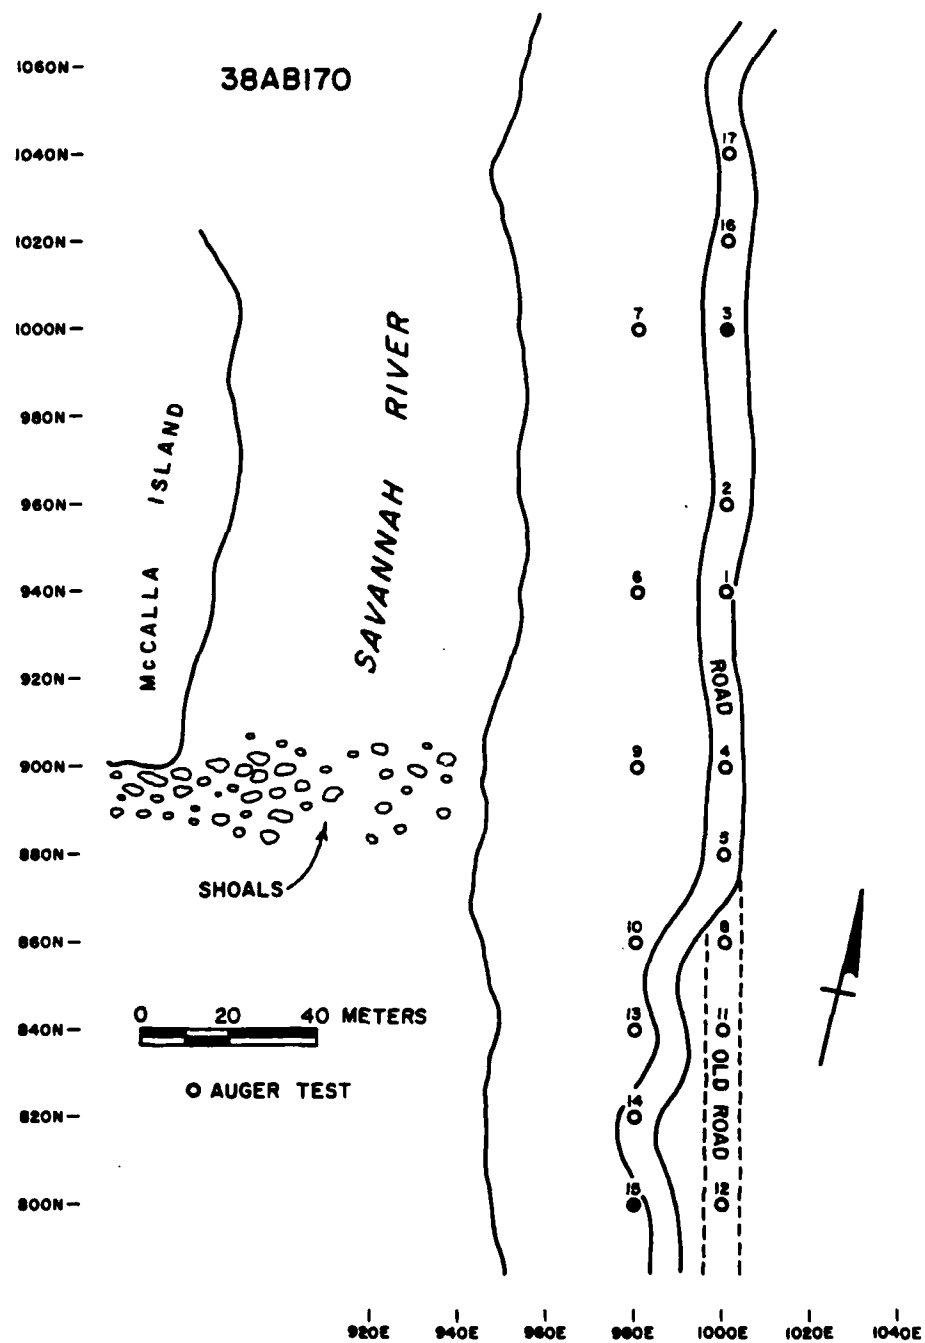 38AB170
1060N
1040N
1020N
1000N
980N
960N
940N
920N
900N
880N
860N
840N
820N
800N
McCALLA ISLAND
SAVANNAH RIVER
SHOALS
0 20 40 METERS
AUGER TEST
17
16
3
7
2
1
6
ROAD
4
9
5
8
10
11
13
OLD ROAD
14
12
15
920E 940E 960E 980E 1000E 1020E 1040E